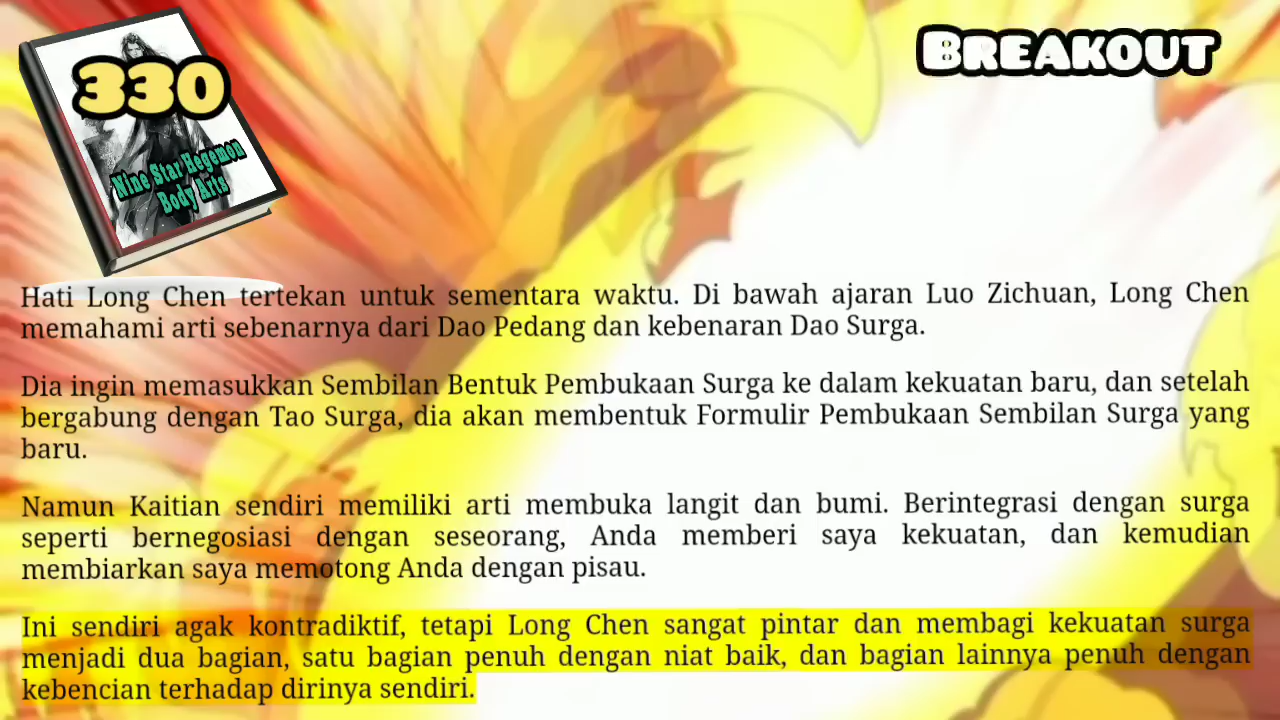 330
Nine Star Hegemon
Body Arts
BREAKOUT
Hati Long Chen tertekan untuk sementara waktu. Di bawah ajaran Luo Zichuan, Long Chen
memahami arti sebenarnya dari Dao Pedang dan kebenaran Dao Surga.
Dia ingin memasukkan Sembilan Bentuk Pembukaan Surga ke dalam kekuatan baru, dan setelah
bergabung dengan Tao Surga, dia akan membentuk Formulir Pembukaan Sembilan Surga yang
baru.
Namun Kaitian sendiri memiliki arti membuka langit dan bumi. Berintegrasi dengan surga
seperti bernegosiasi dengan seseorang, Anda memberi saya kekuatan, dan kemudian
membiarkan saya memotong Anda dengan pisau.
Ini sendiri agak kontradiktif, tetapi Long Chen sangat pintar dan membagi kekuatan surga
menjadi dua bagian, satu bagian penuh dengan niat baik, dan bagian lainnya penuh dengan
kebencian terhadap dirinya sendiri.